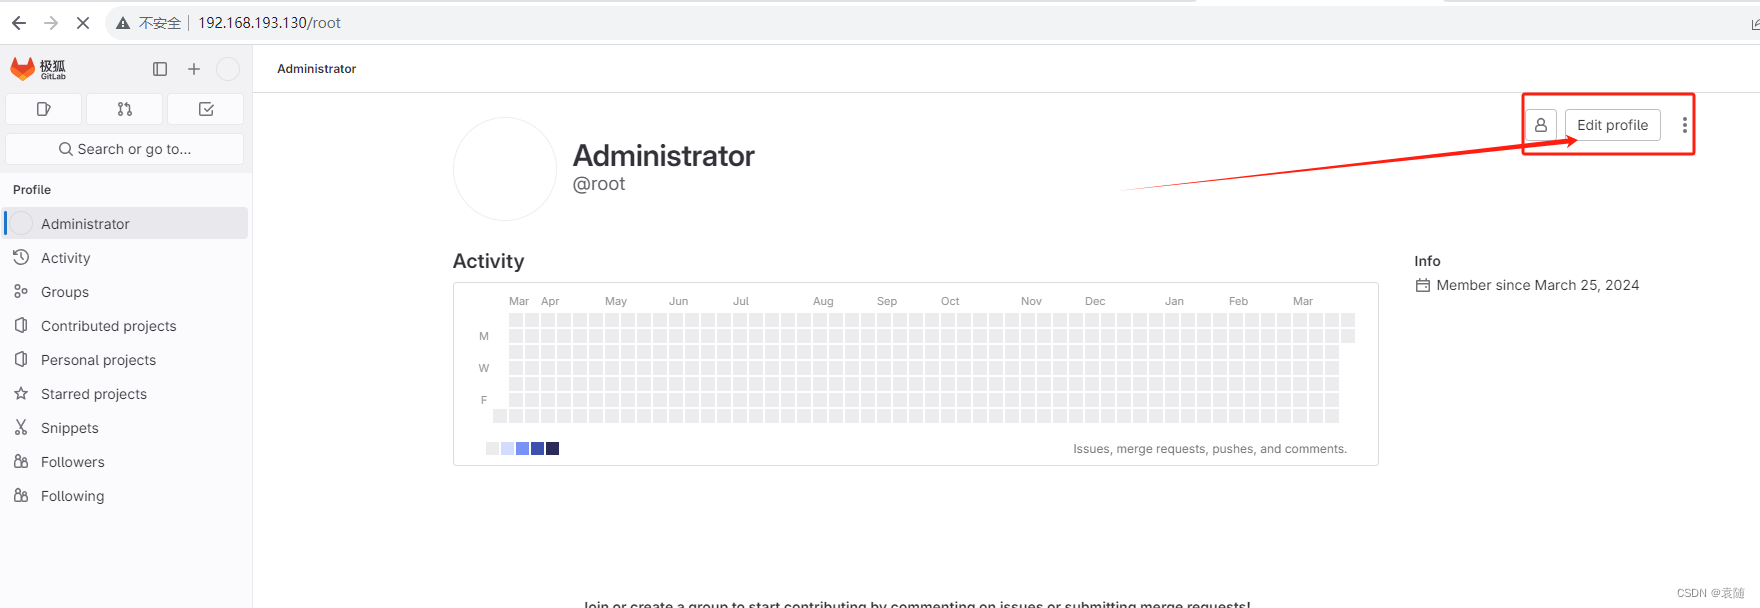 不安全 192.168.193.130/root
极狐
GitLab
Administrator
Search or go to...
Edit profile
Administrator
@root
Profile
Administrator
Activity
Groups
Contributed projects
Personal projects
Starred projects
Snippets
Followers
Following
Activity
Mar Apr May Jun Jul Aug Sep Oct Nov Dec Jan Feb Mar
M
W
F
Issues, merge requests, pushes, and comments.
Info
Member since March 25, 2024
Join or create a group to start contributing by commenting on issues or submitting merge requests!
CSDN @袁随